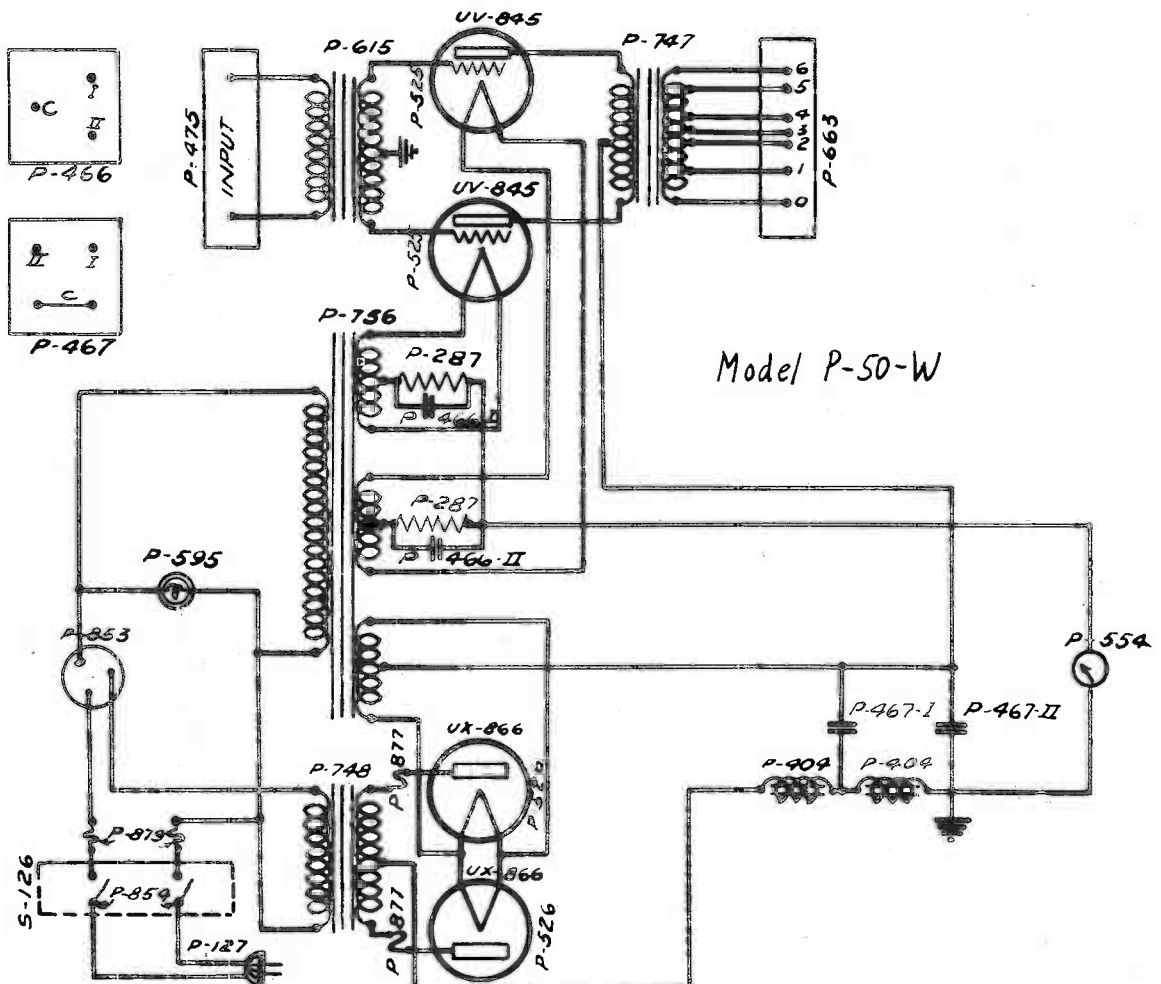 UV-845
P-615
P-747
P-525
C
I
II
P-466
P-475
INPUT
6
5
4
3
2
1
0
P-663
UV-845
P-525
II
I
C
P-467
P-756
P-287
Model P-50-W
P-287
P 466-II
P-595
P-853
P-554
P-467-I
P-467-II
UX-866
P-748
P 877
P-404
P-404
P-879
UX-866
S-126
P-854
P 877
P-526
P-127